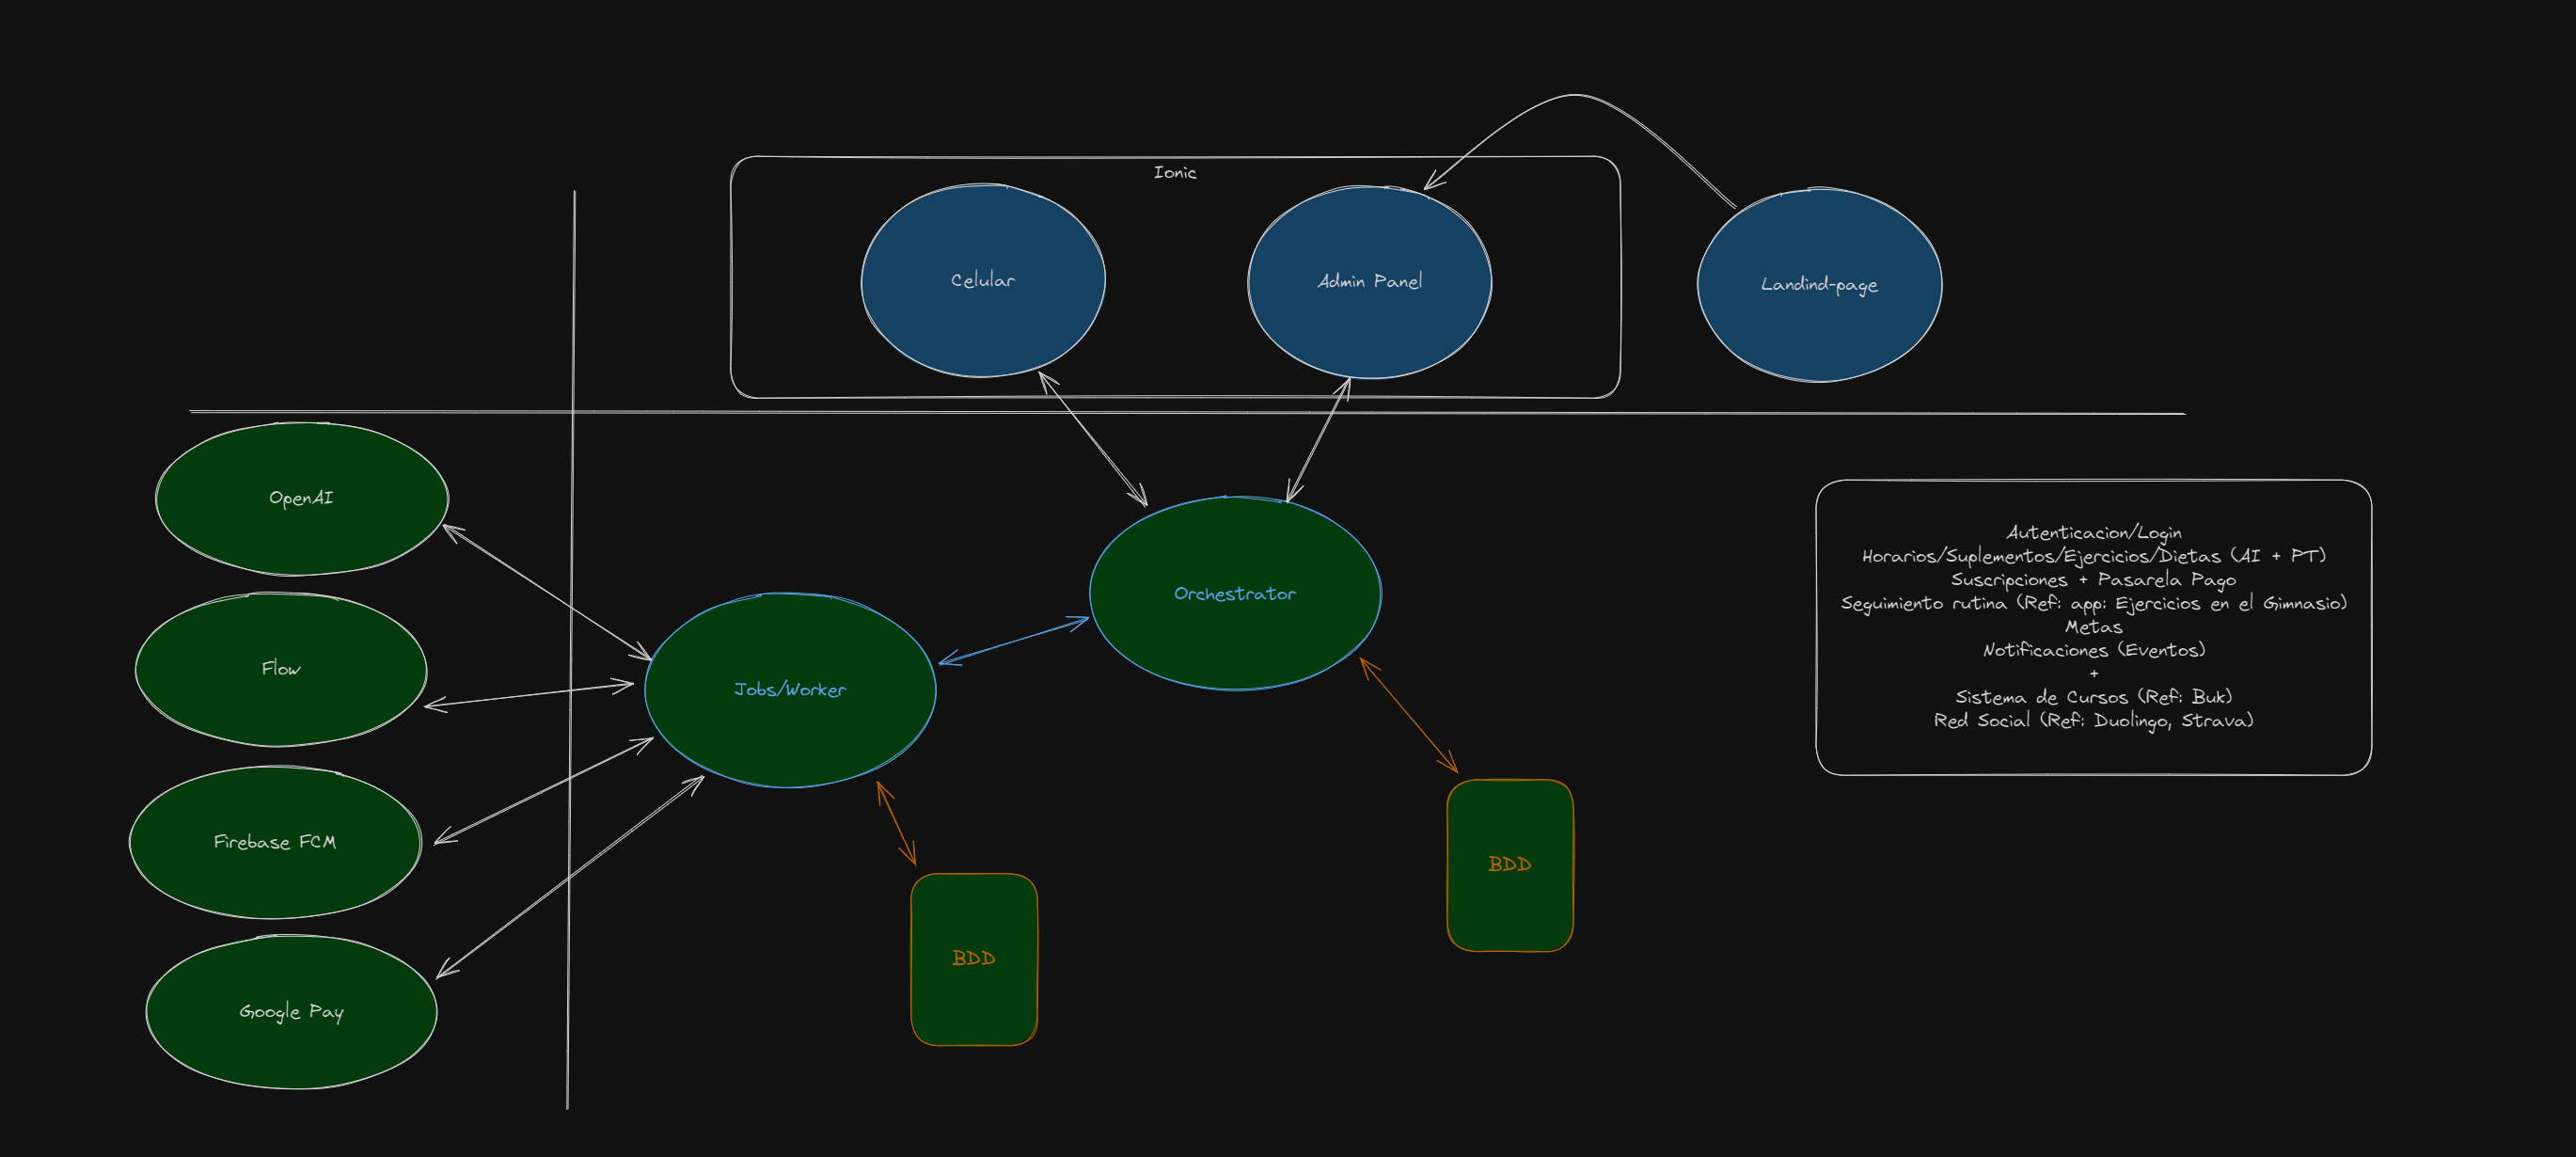 Ionic
Celular
Admin Panel
Landind-page
OpenAI
Flow
Firebase FCM
Google Pay
Jobs/Worker
Orchestrator
BDD
BDD
Autenticacion/Login
Horarios/Suplementos/Ejercicios/Dietas (AI + PT)
Suscripciones + Pasarela Pago
Seguimiento rutina (Ref: app: Ejercicios en el Gimnasio)
Metas
Notificaciones (Eventos)
+
Sistema de Cursos (Ref: Buk)
Red Social (Ref: Duolingo, Strava)